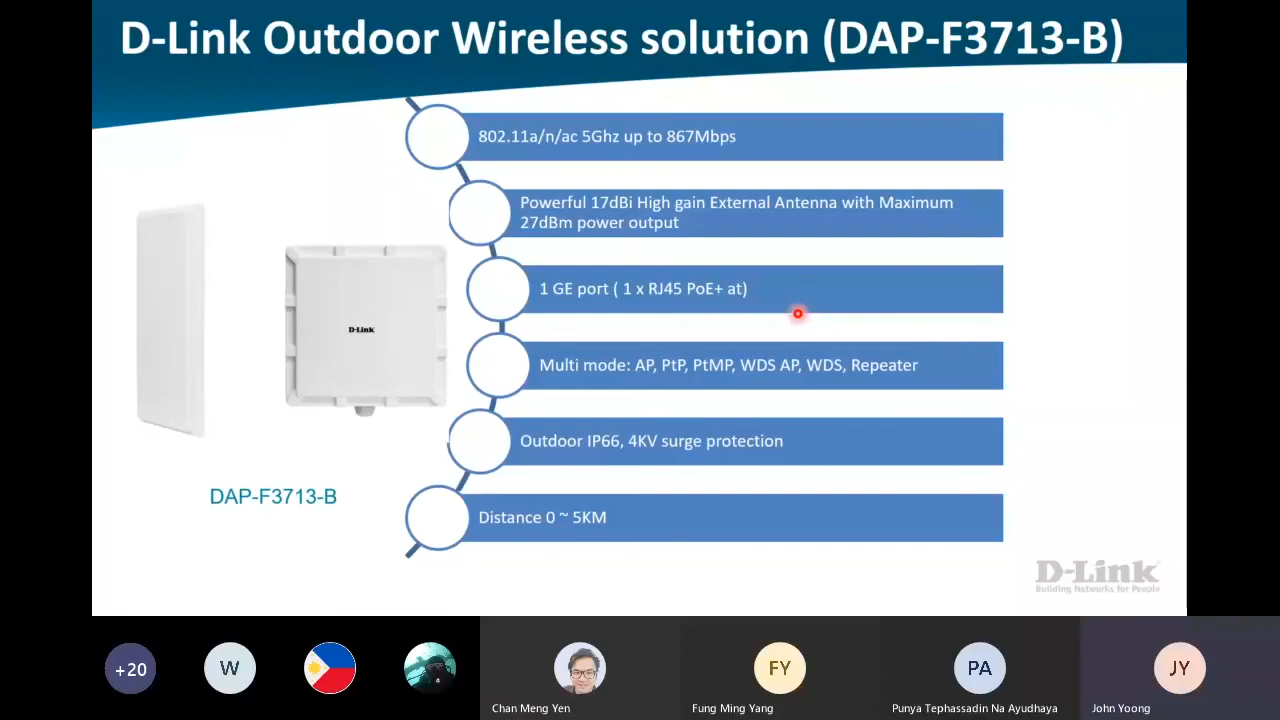 D-Link Outdoor Wireless solution (DAP-F3713-B)
802.11a/n/ac 5Ghz up to 867Mbps
Powerful 17dBi High gain External Antenna with Maximum
27dBm power output
1 GE port ( 1 x RJ45 PoE+ at)
D-Link
Multi mode: AP, PtP, PtMP, WDS AP, WDS, Repeater
Outdoor IP66, 4KV surge protection
DAP-F3713-B
Distance 0 ~ 5KM
D-Link
Building Networks for People
+20
W
FY
PA
JY
Chan Meng Yen
Fung Ming Yang
Punya Tephassadin Na Ayudhaya
John Yoong